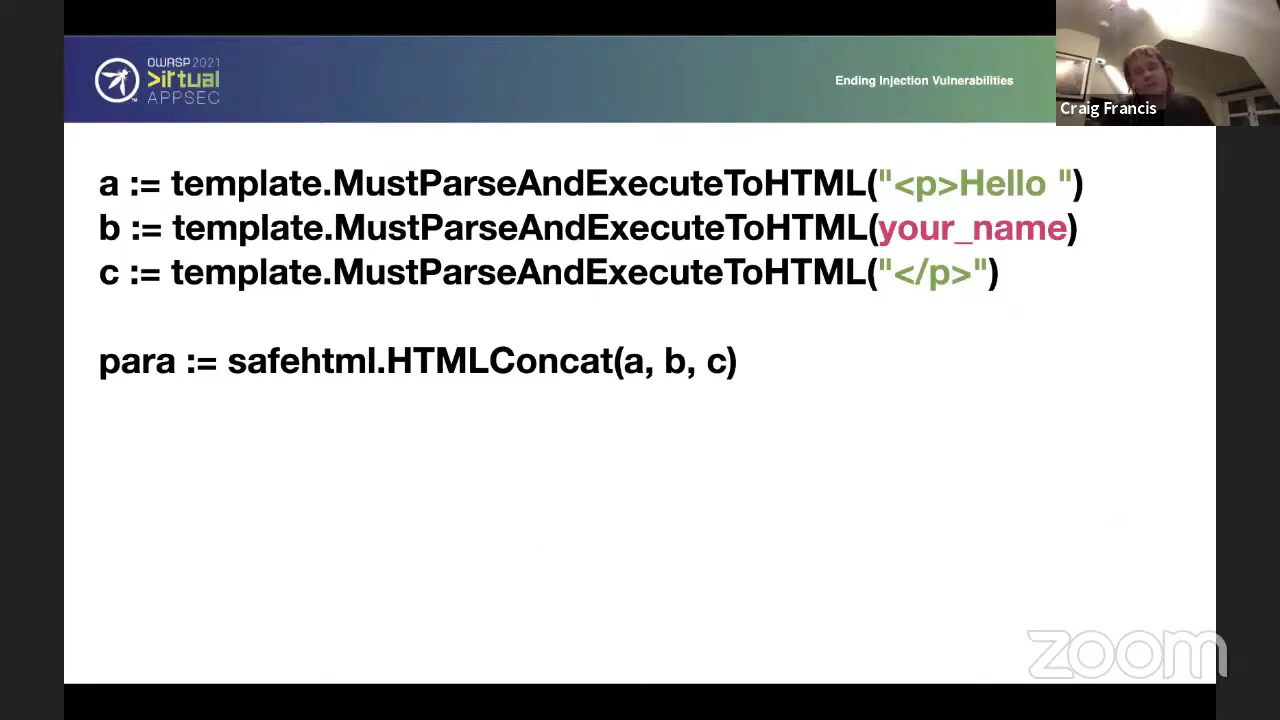 OWASP 2021
>irtual
APPSEC
Ending Injection Vulnerabilities
Craig Francis
a := template.MustParseAndExecuteToHTML("<p>Hello ")
b := template.MustParseAndExecuteToHTML(your_name)
c := template.MustParseAndExecuteToHTML("</p>")
para := safehtml.HTMLConcat(a, b, c)
zoom